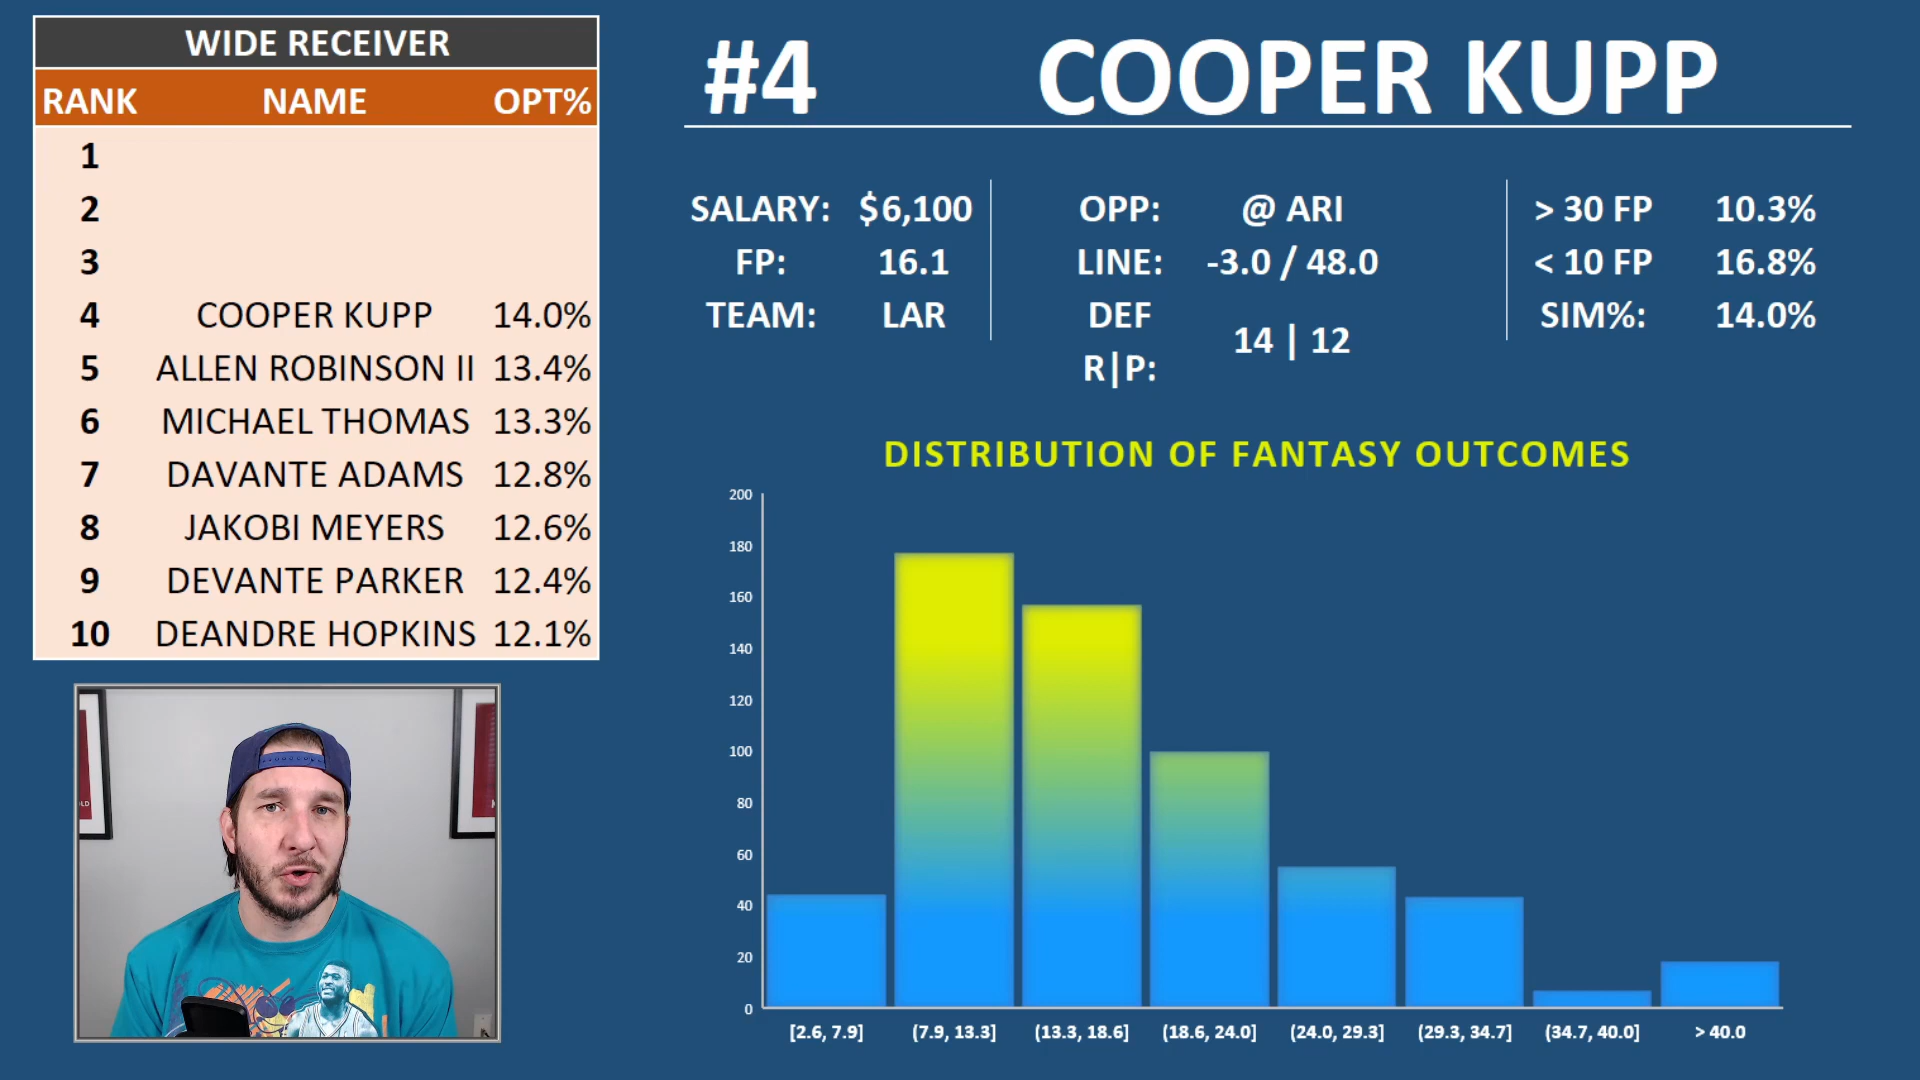 WIDE RECEIVER
RANK NAME OPT%
1
2
3
4 COOPER KUPP 14.0%
5 ALLEN ROBINSON II 13.4%
6 MICHAEL THOMAS 13.3%
7 DAVANTE ADAMS 12.8%
8 JAKOBI MEYERS 12.6%
9 DEVANTE PARKER 12.4%
10 DEANDRE HOPKINS 12.1%
#4 COOPER KUPP
SALARY: $6,100
FP: 16.1
TEAM: LAR
OPP: @ ARI
LINE: -3.0 / 48.0
DEF
R|P: 14 | 12
> 30 FP 10.3%
< 10 FP 16.8%
SIM%: 14.0%
DISTRIBUTION OF FANTASY OUTCOMES
200
180
160
140
120
100
80
60
40
20
0
[2.6, 7.9] (7.9, 13.3] (13.3, 18.6] (18.6, 24.0] (24.0, 29.3] (29.3, 34.7] (34.7, 40.0] > 40.0